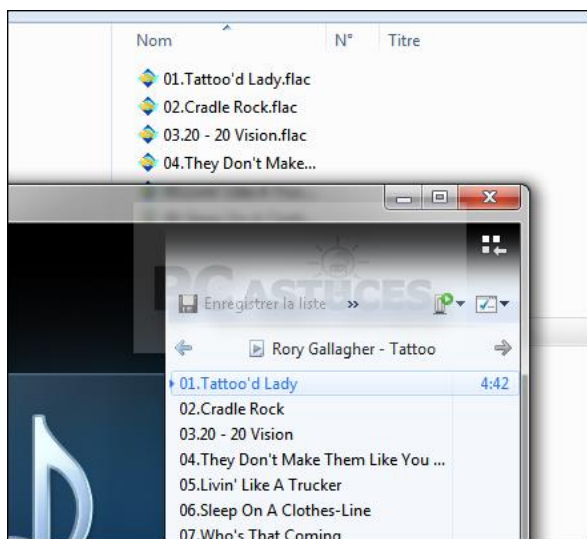 Nom N° Titre
01.Tattoo'd Lady.flac
02.Cradle Rock.flac
03.20 - 20 Vision.flac
04.They Don't Make...
PC ASTUCES
Enregistrer la liste »
Rory Gallagher - Tattoo
01.Tattoo'd Lady 4:42
02.Cradle Rock
03.20 - 20 Vision
04.They Don't Make Them Like You ...
05.Livin' Like A Trucker
06.Sleep On A Clothes-Line
07.Who's That Coming